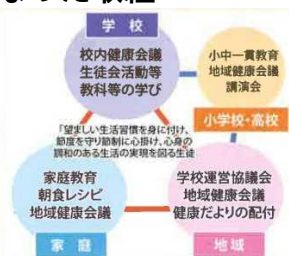 学校
校内健康会議
生徒会活動等
教科等の学び
小中一貫教育
地域健康会議
講演会
小学校・高校
「望ましい生活習慣を身に付け、
節度を守り節制に心掛け、心身の
調和のある生活の実現を図る生徒
家庭教育
朝食レシピ
地域健康会議
家庭
学校運営協議会
地域健康会議
健康だよりの配付
地域